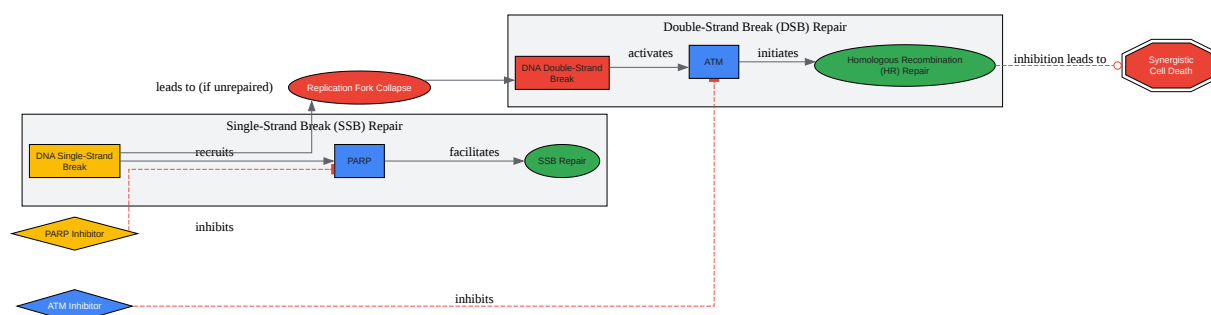 Double-Strand Break (DSB) Repair
DNA Double-Strand
Break
activates
ATM
initiates
Homologous Recombination
(HR) Repair
inhibition leads to
Synergistic
Cell Death
leads to (if unrepaired)
Replication Fork Collapse
Single-Strand Break (SSB) Repair
DNA Single-Strand
Break
recruits
PARP
facilitates
SSB Repair
PARP Inhibitor
inhibits
ATM Inhibitor
inhibits